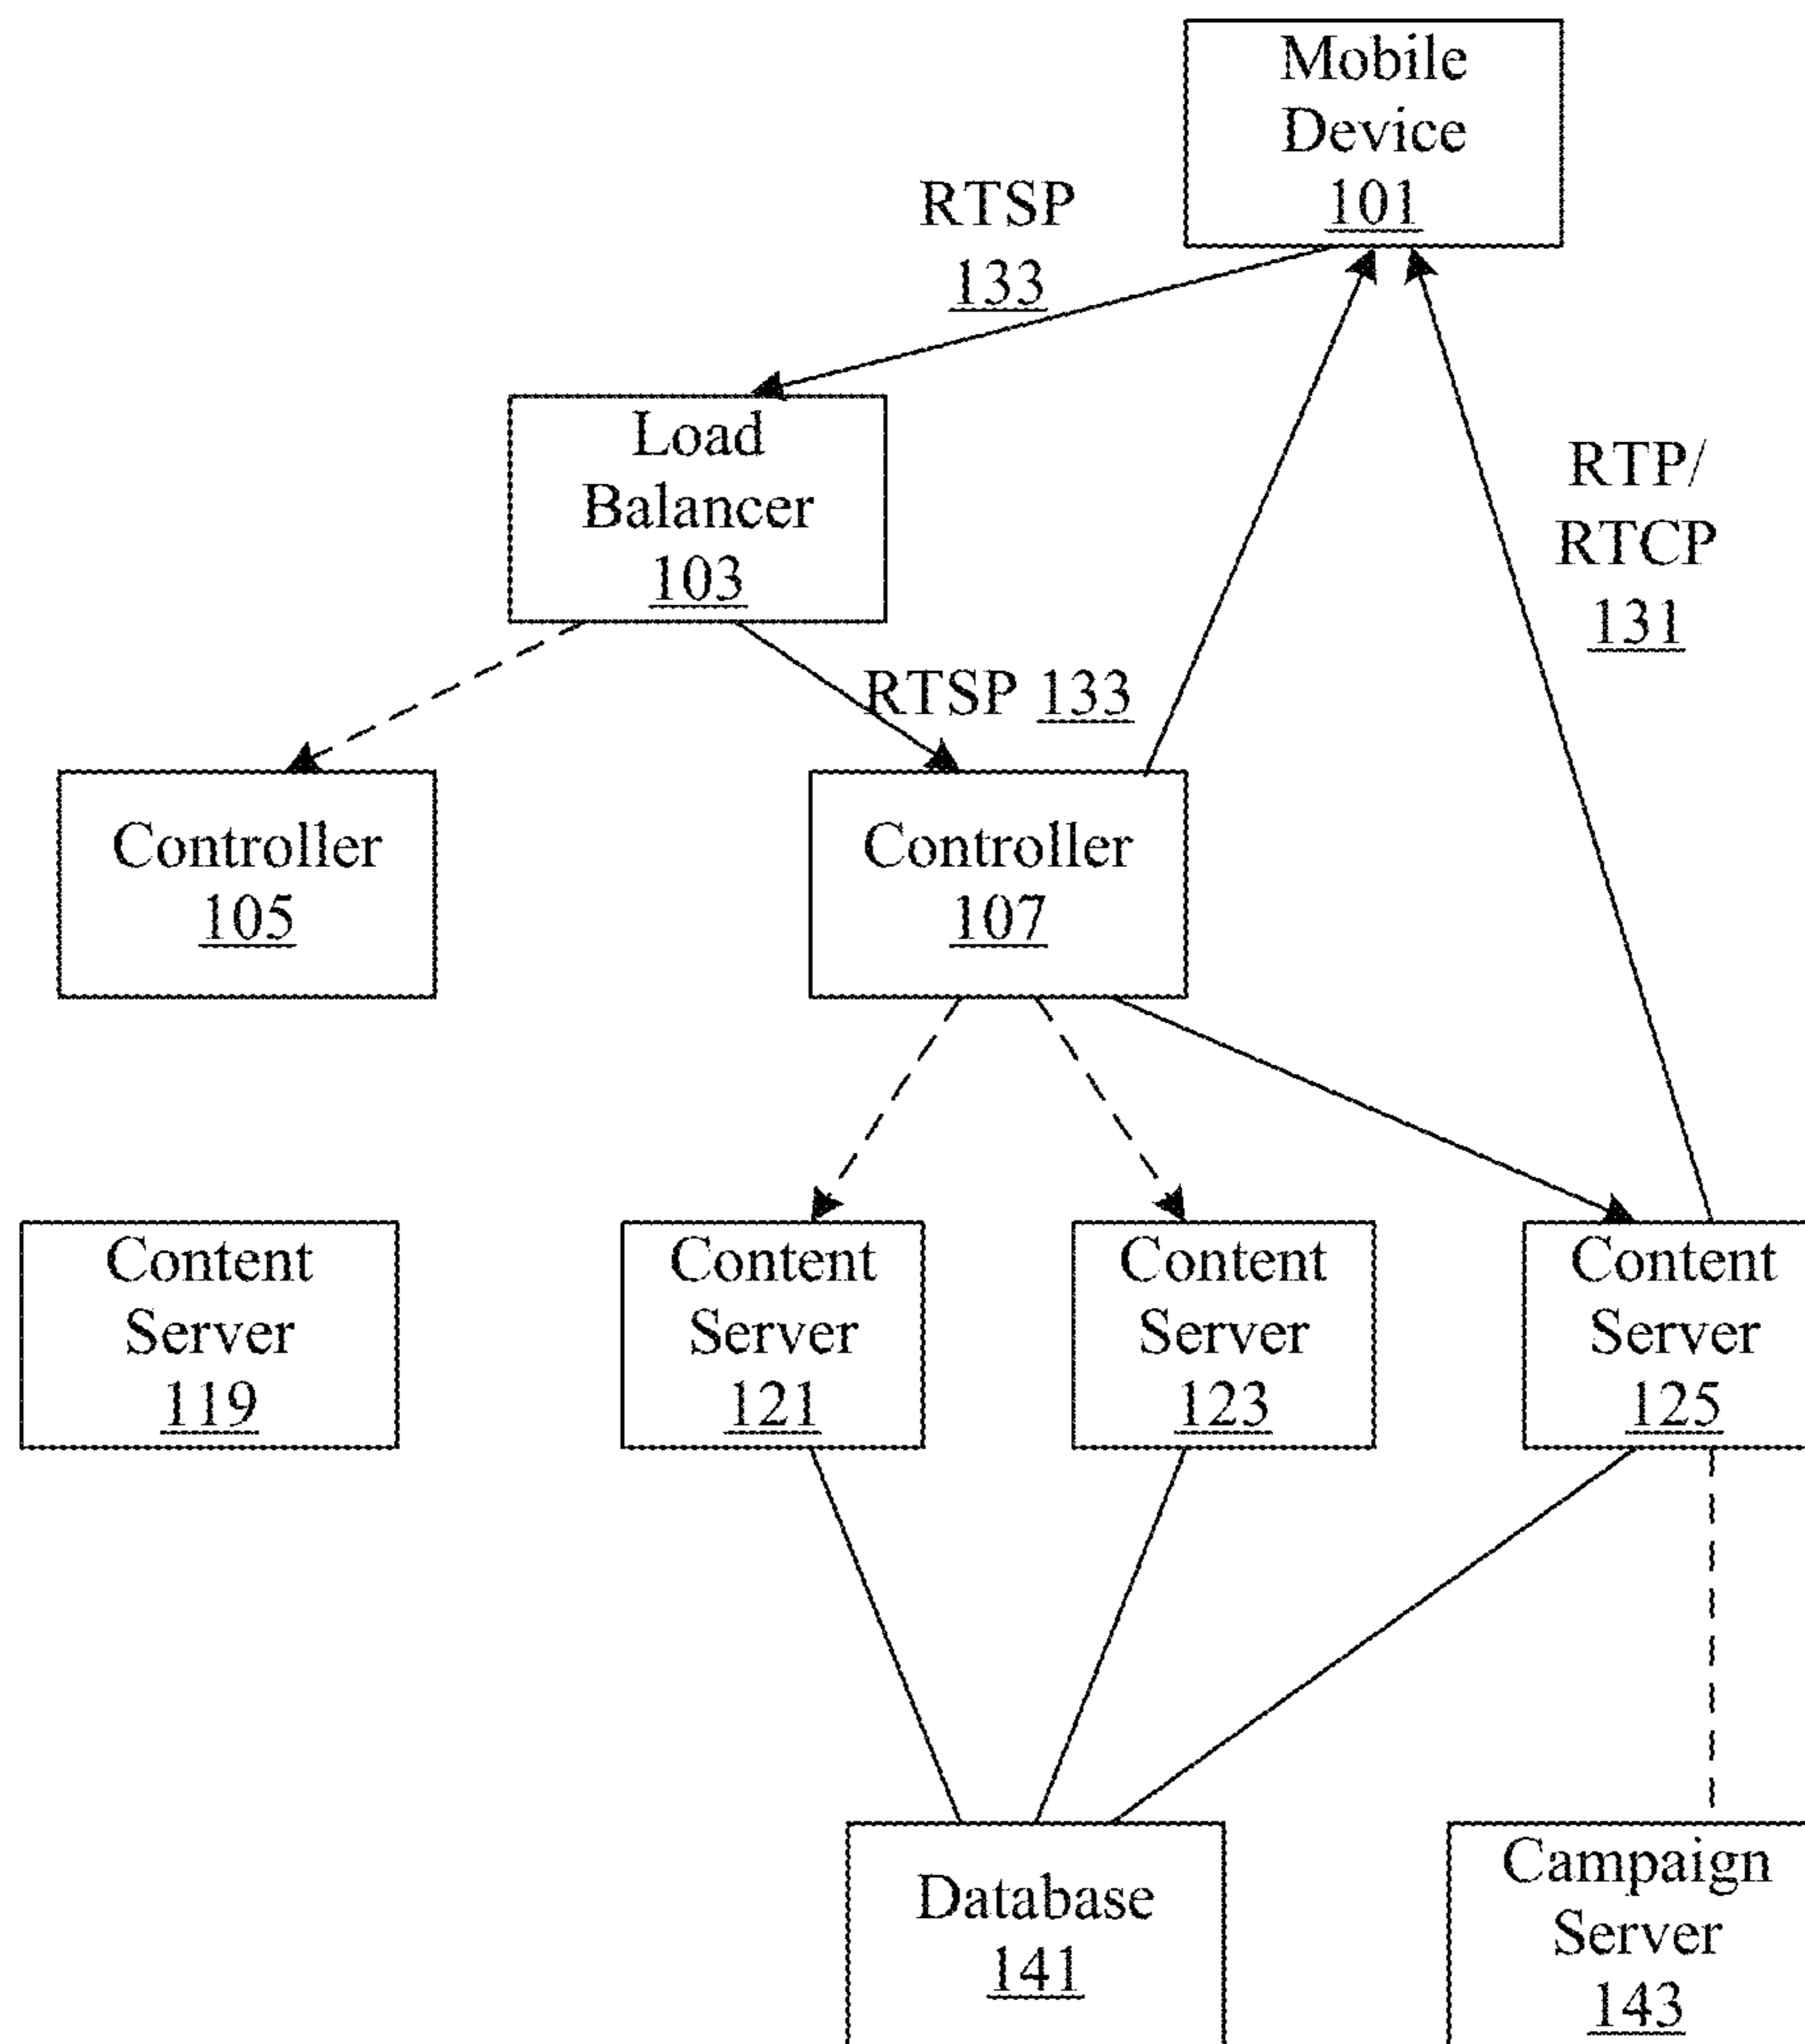 Mobile
Device
101
RTSP
133
Load
Balancer
103
RTP/
RTCP
131
RTSP 133
Controller
105
Controller
107
Content
Server
119
Content
Server
121
Content
Server
123
Content
Server
125
Database
141
Campaign
Server
143